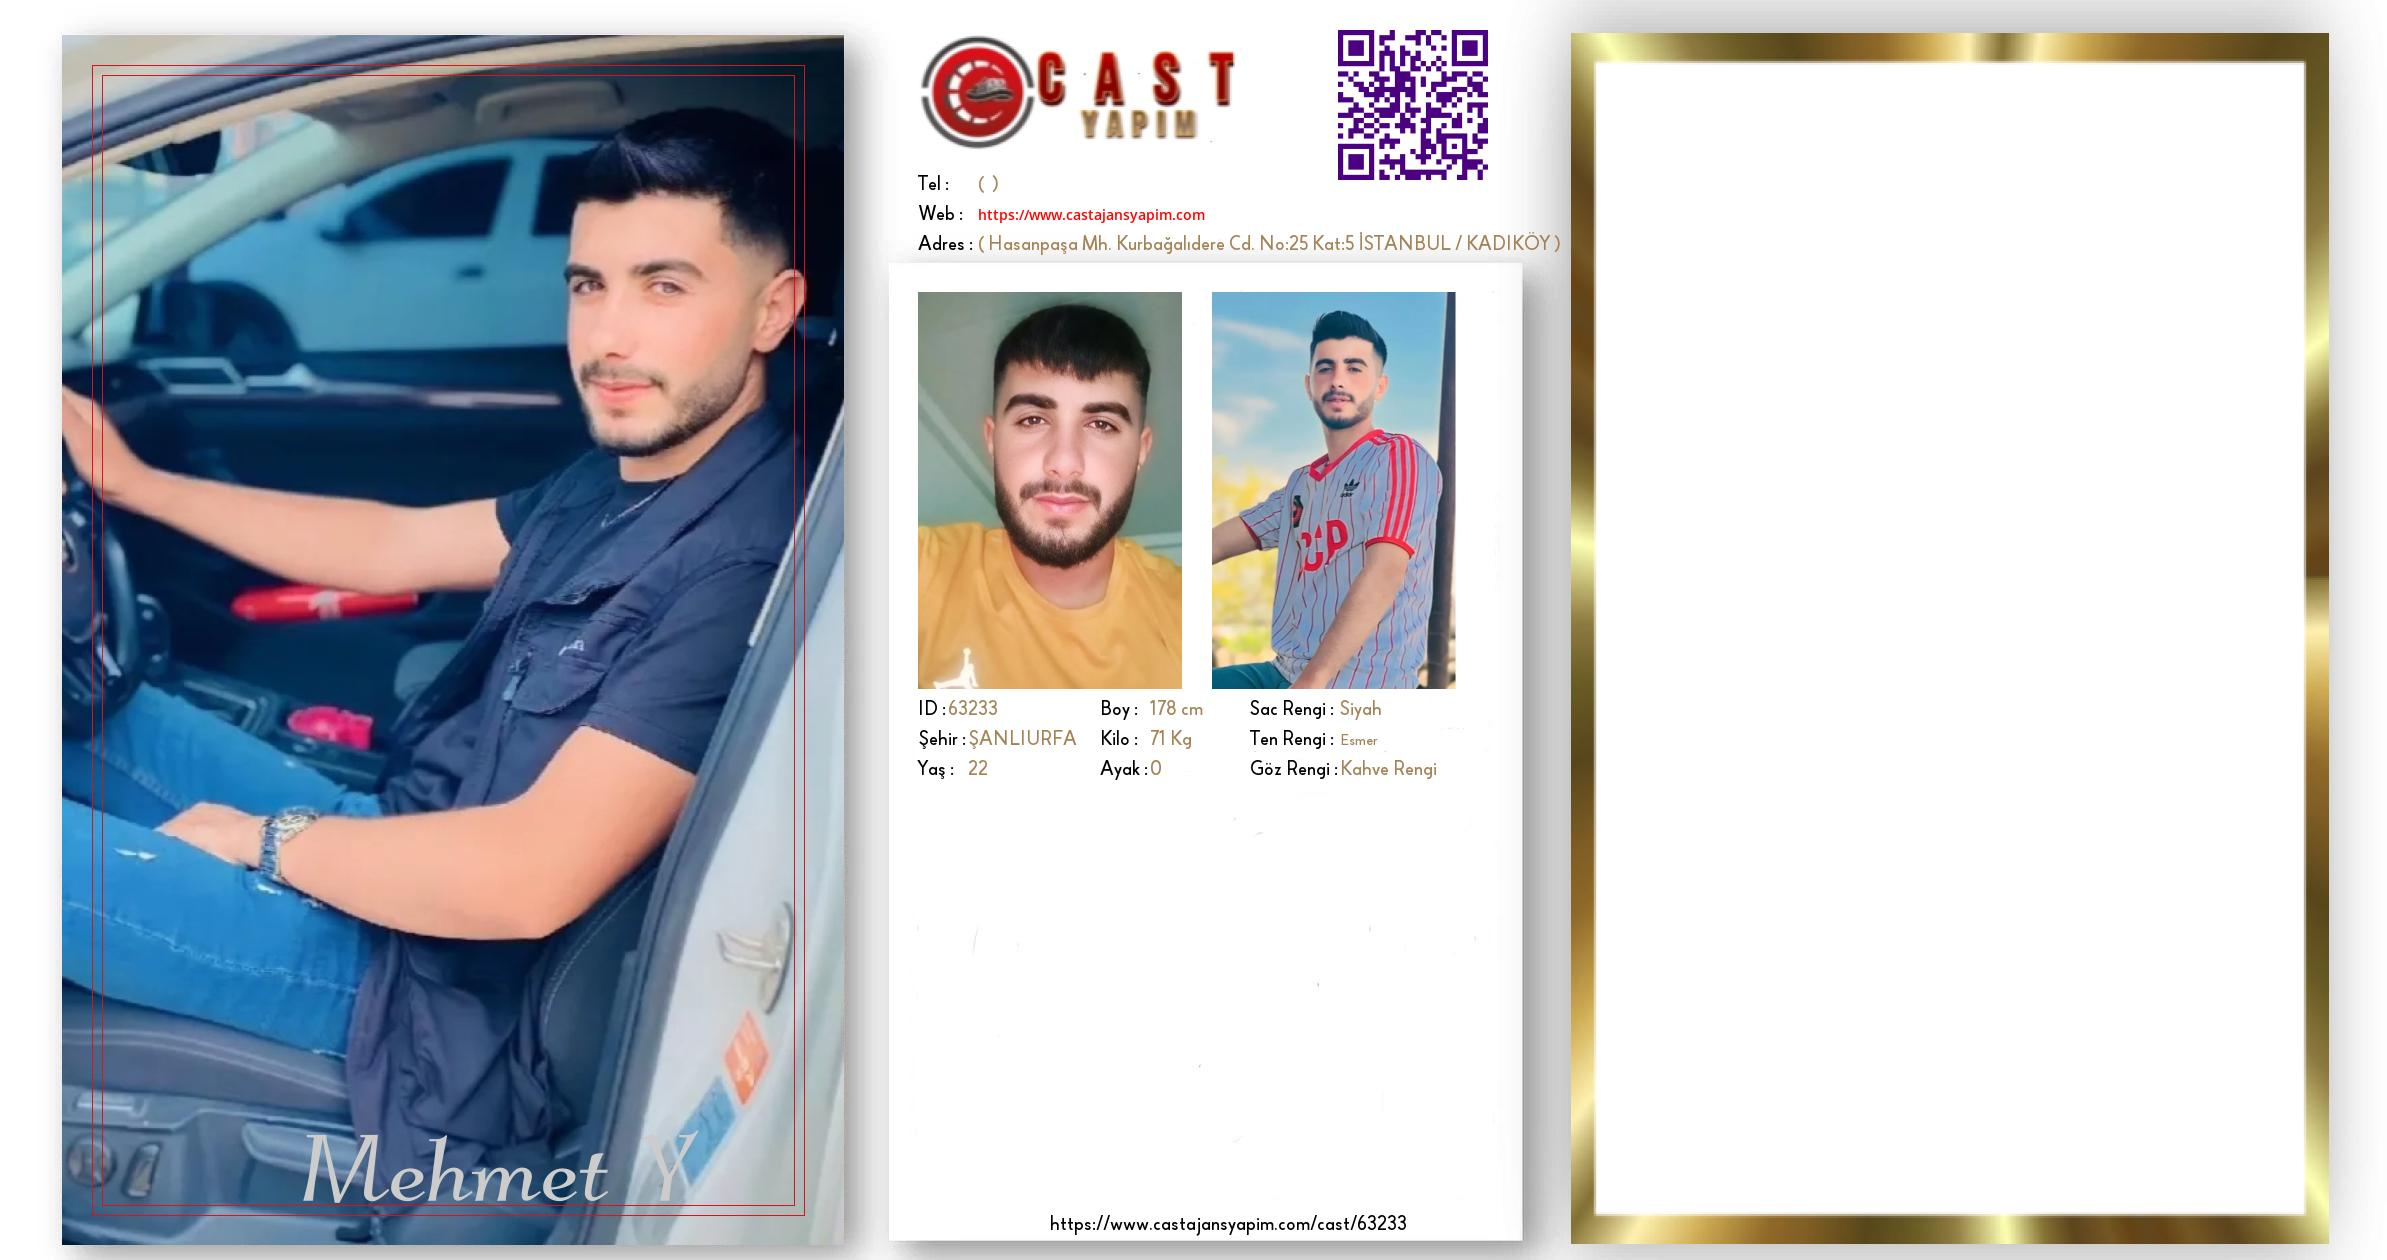 Mehmet Y
CAST
YAPIM
Tel : ( )
Web : https://www.castajansyapim.com
Adres : ( Hasanpaşa Mh. Kurbağalıdere Cd. No:25 Kat:5 İSTANBUL / KADIKÖY )
adidas
ID : 63233 Boy : 178 cm Sac Rengi : Siyah
Şehir : ŞANLIURFA Kilo : 71 Kg Ten Rengi : Esmer
Yaş : 22 Ayak : 0 Göz Rengi : Kahve Rengi
https://www.castajansyapim.com/cast/63233